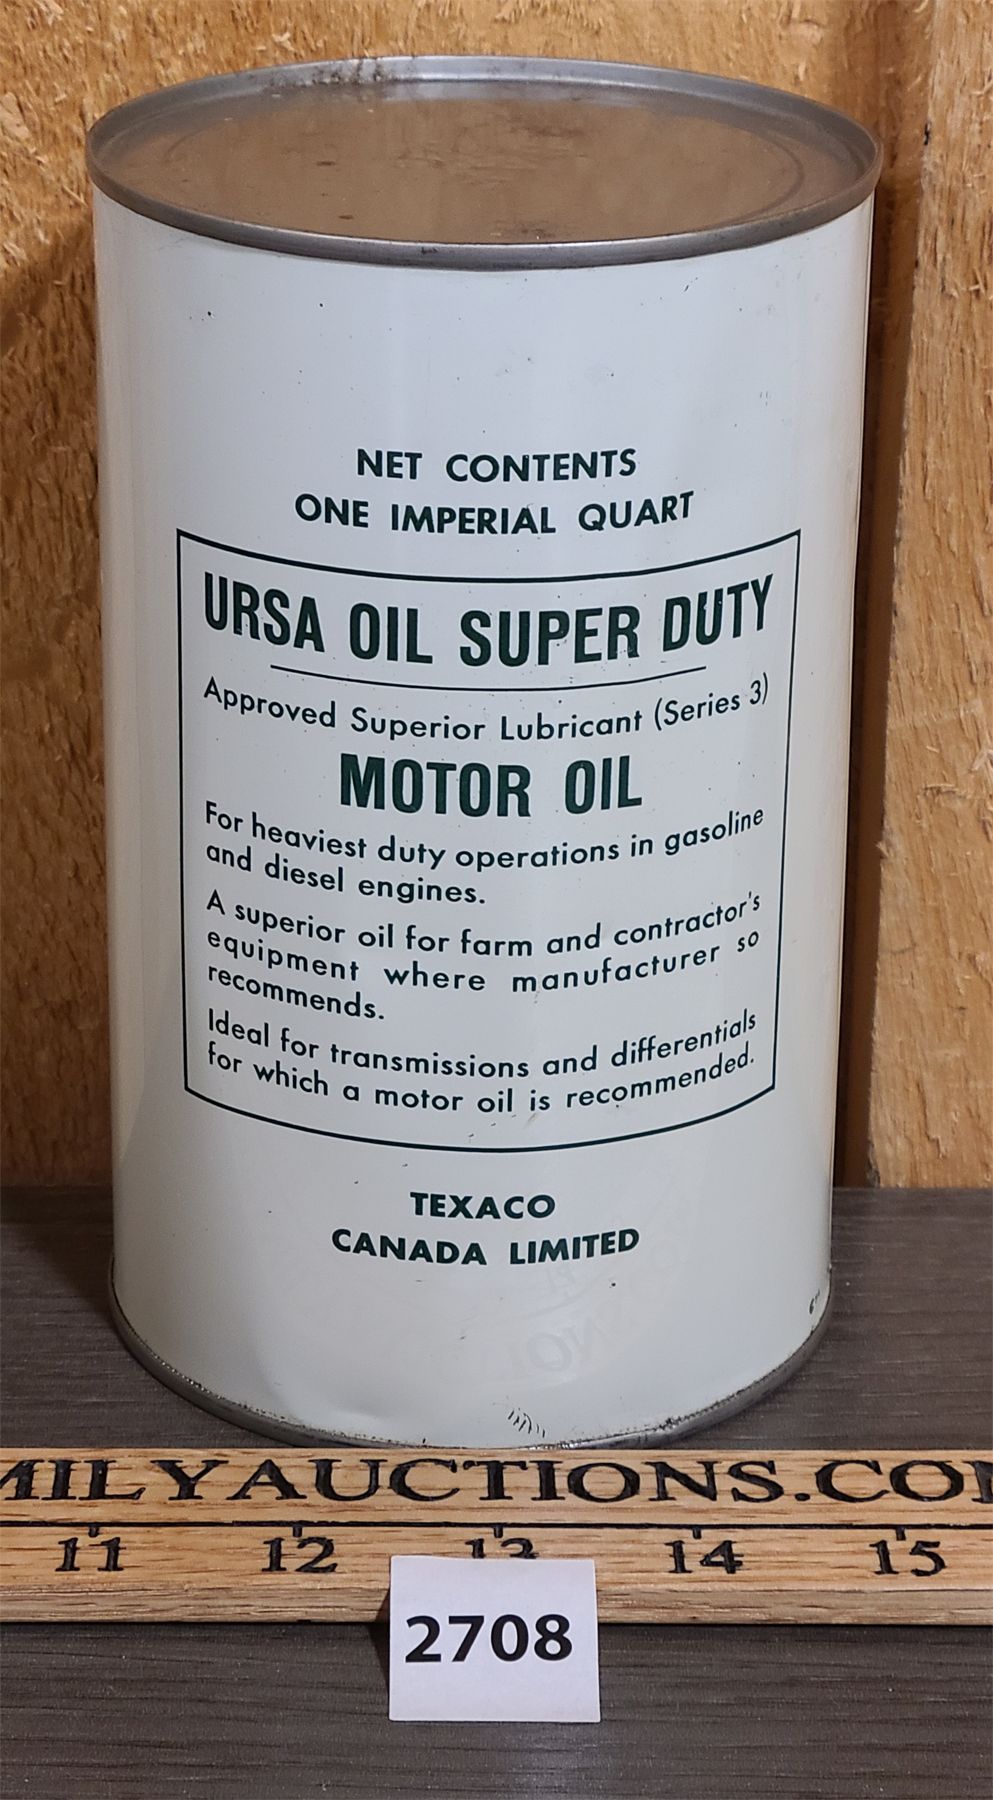 NET CONTENTS
ONE IMPERIAL QUART
URSA OIL SUPER DUTY
Approved Superior Lubricant (Series 3)
MOTOR OIL
For heaviest duty operations in gasoline
and diesel engines.
A superior oil for farm and contractor's
equipment where manufacturer so
recommends.
Ideal for transmissions and differentials
for which a motor oil is recommended.
TEXACO
CANADA LIMITED
MILYAUCTIONS.CO
11 12 13 14 15
2708